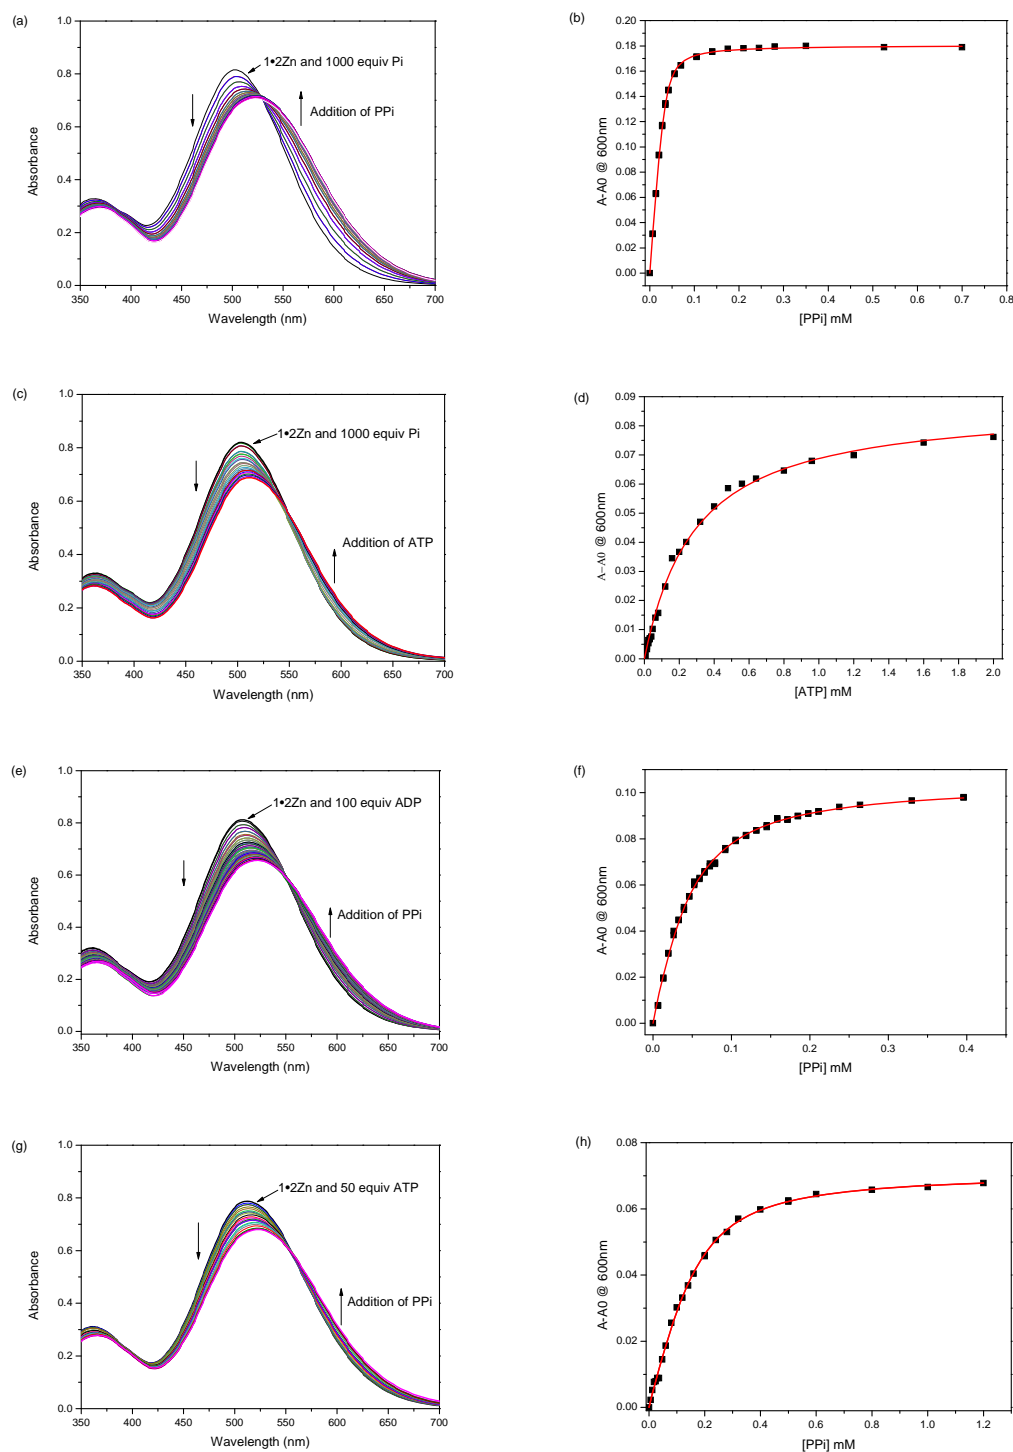 (a)
1.0
0.8
0.6
0.4
0.2
0.0
Absorbance
1•2Zn and 1000 equiv Pi
Addition of PPi
350 400 450 500 550 600 650 700
Wavelength (nm)
(b)
0.20
0.18
0.16
0.14
0.12
0.10
0.08
0.06
0.04
0.02
0.00
A-A0 @ 600nm
0.0 0.1 0.2 0.3 0.4 0.5 0.6 0.7 0.8
[PPi] mM
(c)
1.0
0.8
0.6
0.4
0.2
0.0
Absorbance
1•2Zn and 1000 equiv Pi
Addition of ATP
350 400 450 500 550 600 650 700
Wavelength (nm)
(d)
0.09
0.08
0.07
0.06
0.05
0.04
0.03
0.02
0.01
0.00
A−A0 @ 600nm
0.0 0.2 0.4 0.6 0.8 1.0 1.2 1.4 1.6 1.8 2.0
[ATP] mM
(e)
1.0
0.8
0.6
0.4
0.2
0.0
Absorbance
1•2Zn and 100 equiv ADP
Addition of PPi
350 400 450 500 550 600 650 700
Wavelength (nm)
(f)
0.10
0.08
0.06
0.04
0.02
0.00
A-A0 @ 600nm
0.0 0.1 0.2 0.3 0.4
[PPi] mM
(g)
1.0
0.8
0.6
0.4
0.2
0.0
Absorbance
1•2Zn and 50 equiv ATP
Addition of PPi
350 400 450 500 550 600 650 700
Wavelength (nm)
(h)
0.08
0.06
0.04
0.02
0.00
A-A0 @ 600nm
0.0 0.2 0.4 0.6 0.8 1.0 1.2
[PPi] mM